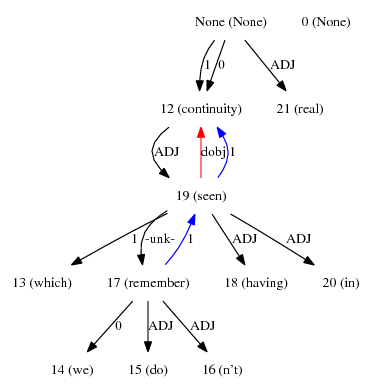 None (None) 0 (None)
1 0 ADJ
12 (continuity) 21 (real)
ADJ dobj 1
19 (seen)
1 -unk- 1 ADJ ADJ
13 (which) 17 (remember) 18 (having) 20 (in)
0 ADJ ADJ
14 (we) 15 (do) 16 (n't)